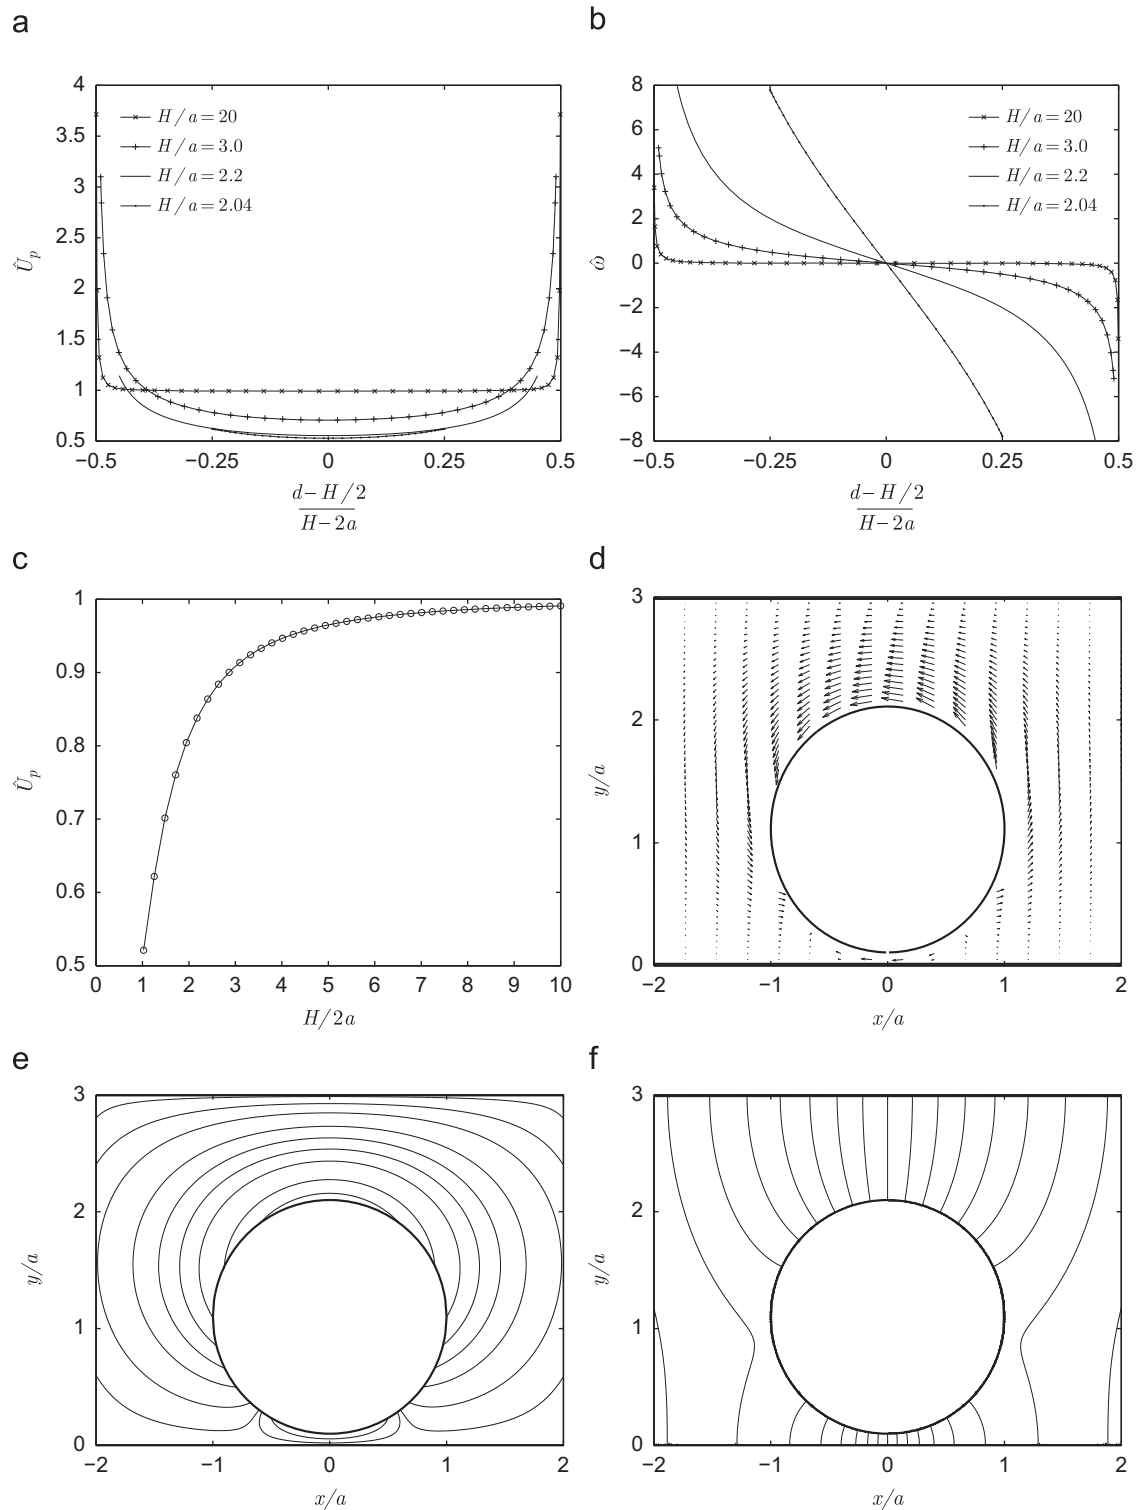 a
4
3.5
3
2.5
2
1.5
1
0.5
Û_p
H/a=20
H/a=3.0
H/a=2.2
H/a=2.04
−0.5 −0.25 0 0.25 0.5
d−H/2
H−2a
b
8
6
4
2
0
−2
−4
−6
−8
ω̂
H/a=20
H/a=3.0
H/a=2.2
H/a=2.04
−0.5 −0.25 0 0.25 0.5
d−H/2
H−2a
c
1
0.9
0.8
0.7
0.6
0.5
Û_p
0 1 2 3 4 5 6 7 8 9 10
H/2a
d
3
2
1
0
y/a
−2 −1 0 1 2
x/a
e
3
2
1
0
y/a
−2 −1 0 1 2
x/a
f
3
2
1
0
y/a
−2 −1 0 1 2
x/a